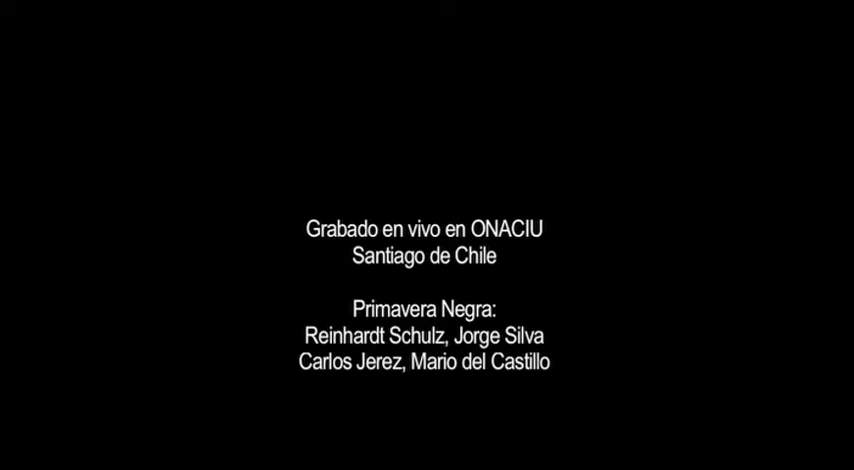 Grabado en vivo en ONACIU
Santiago de Chile
Primavera Negra:
Reinhardt Schulz, Jorge Silva
Carlos Jerez, Mario del Castillo